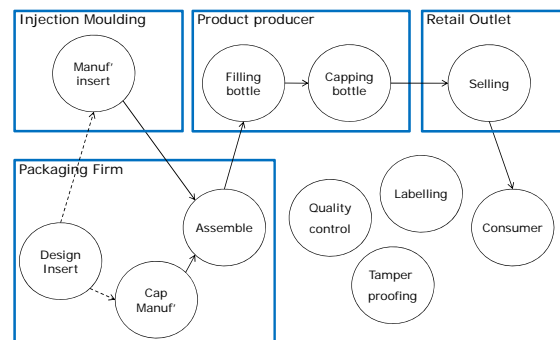 Injection Moulding
Product producer
Retail Outlet
Manuf'
insert
Filling
bottle
Capping
bottle
Selling
Packaging Firm
Assemble
Design
Insert
Cap
Manuf'
Quality
control
Labelling
Tamper
proofing
Consumer